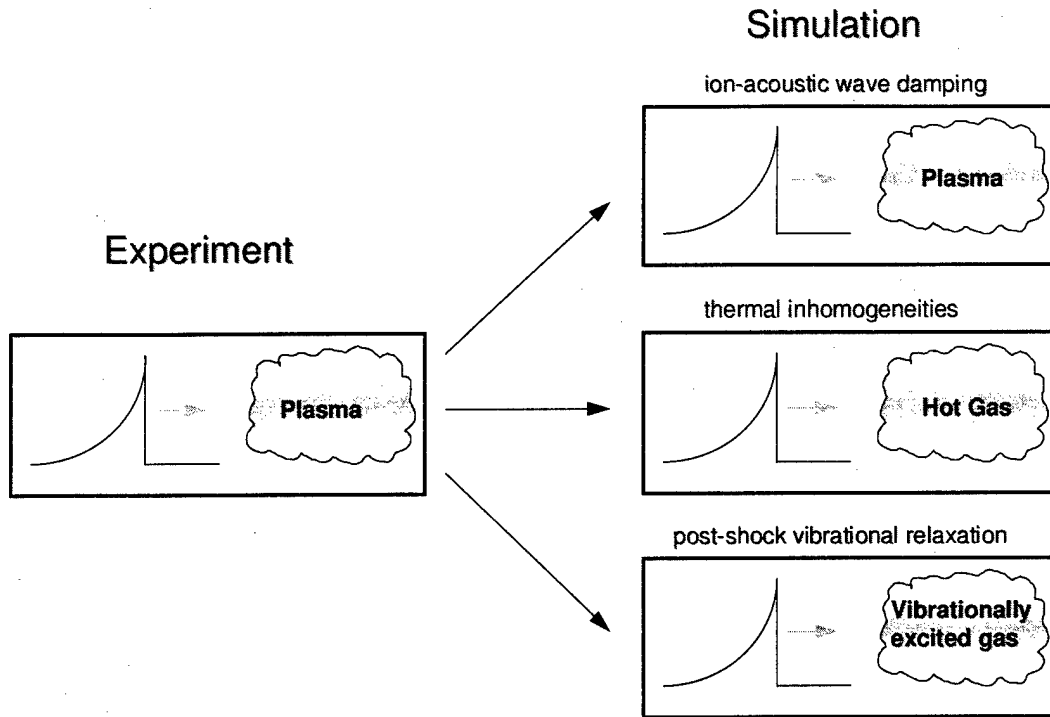 Simulation
ion-acoustic wave damping
Plasma
Experiment
Plasma
thermal inhomogeneities
Hot Gas
post-shock vibrational relaxation
Vibrationally
excited gas